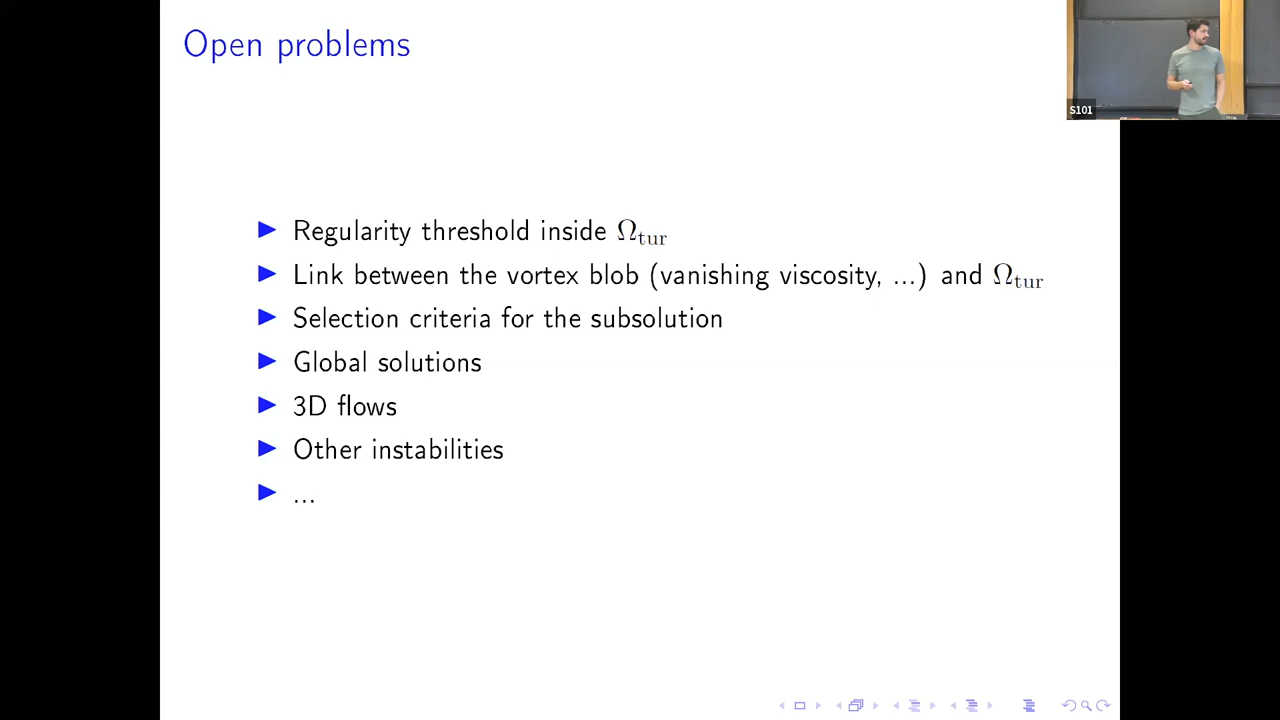 Open problems
S101
▶ Regularity threshold inside Ω_tur
▶ Link between the vortex blob (vanishing viscosity, ...) and Ω_tur
▶ Selection criteria for the subsolution
▶ Global solutions
▶ 3D flows
▶ Other instabilities
▶ ...